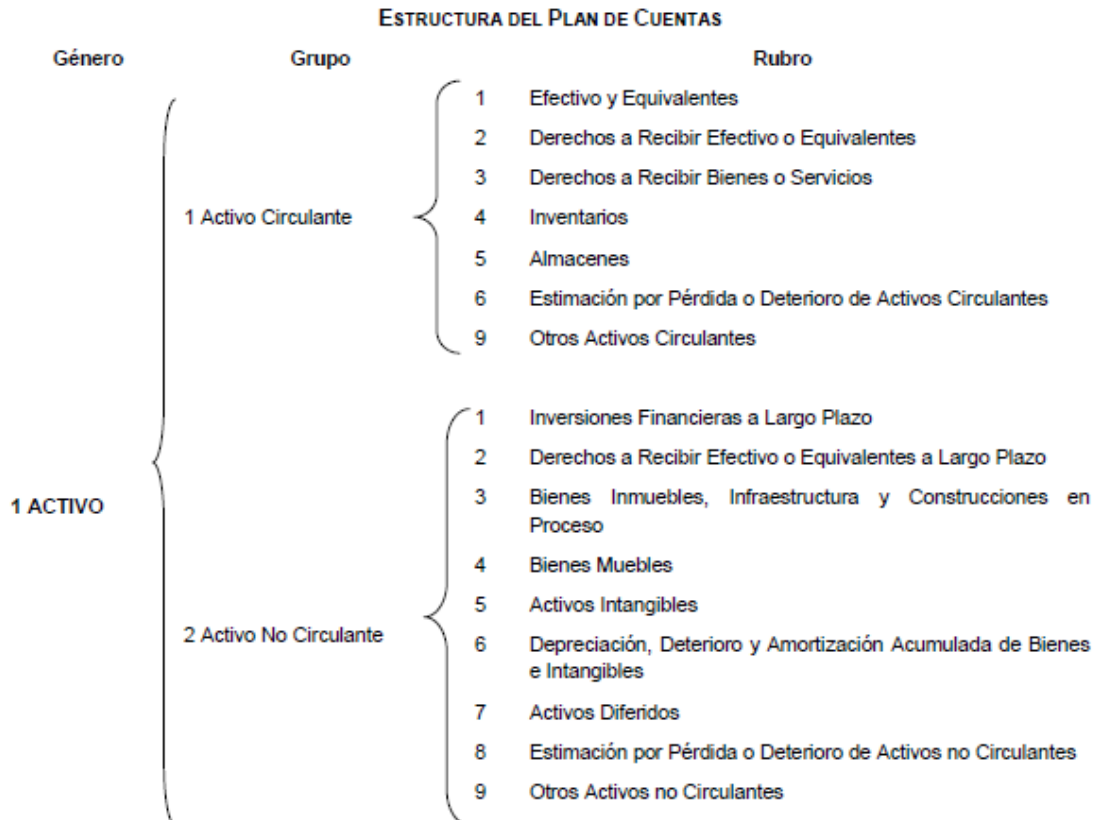 ESTRUCTURA DEL PLAN DE CUENTAS
Género Grupo Rubro
1 ACTIVO
1 Activo Circulante
1 Efectivo y Equivalentes
2 Derechos a Recibir Efectivo o Equivalentes
3 Derechos a Recibir Bienes o Servicios
4 Inventarios
5 Almacenes
6 Estimación por Pérdida o Deterioro de Activos Circulantes
9 Otros Activos Circulantes
2 Activo No Circulante
1 Inversiones Financieras a Largo Plazo
2 Derechos a Recibir Efectivo o Equivalentes a Largo Plazo
3 Bienes Inmuebles, Infraestructura y Construcciones en
Proceso
4 Bienes Muebles
5 Activos Intangibles
6 Depreciación, Deterioro y Amortización Acumulada de Bienes
e Intangibles
7 Activos Diferidos
8 Estimación por Pérdida o Deterioro de Activos no Circulantes
9 Otros Activos no Circulantes